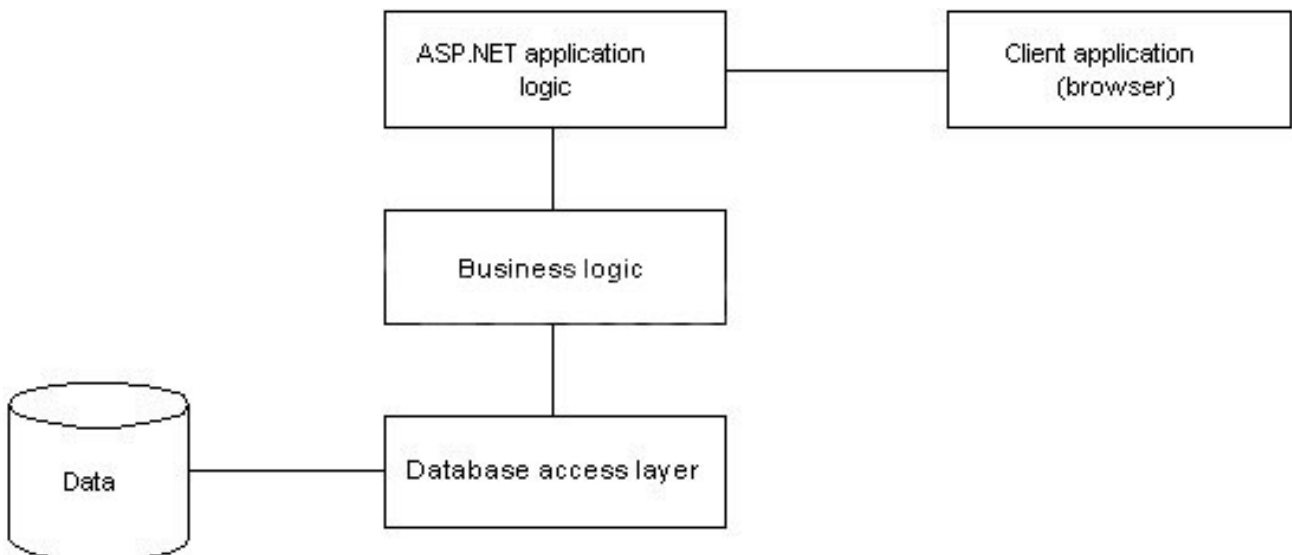 ASP.NET application
logic
Client application
(browser)
Business logic
Database access layer
Data